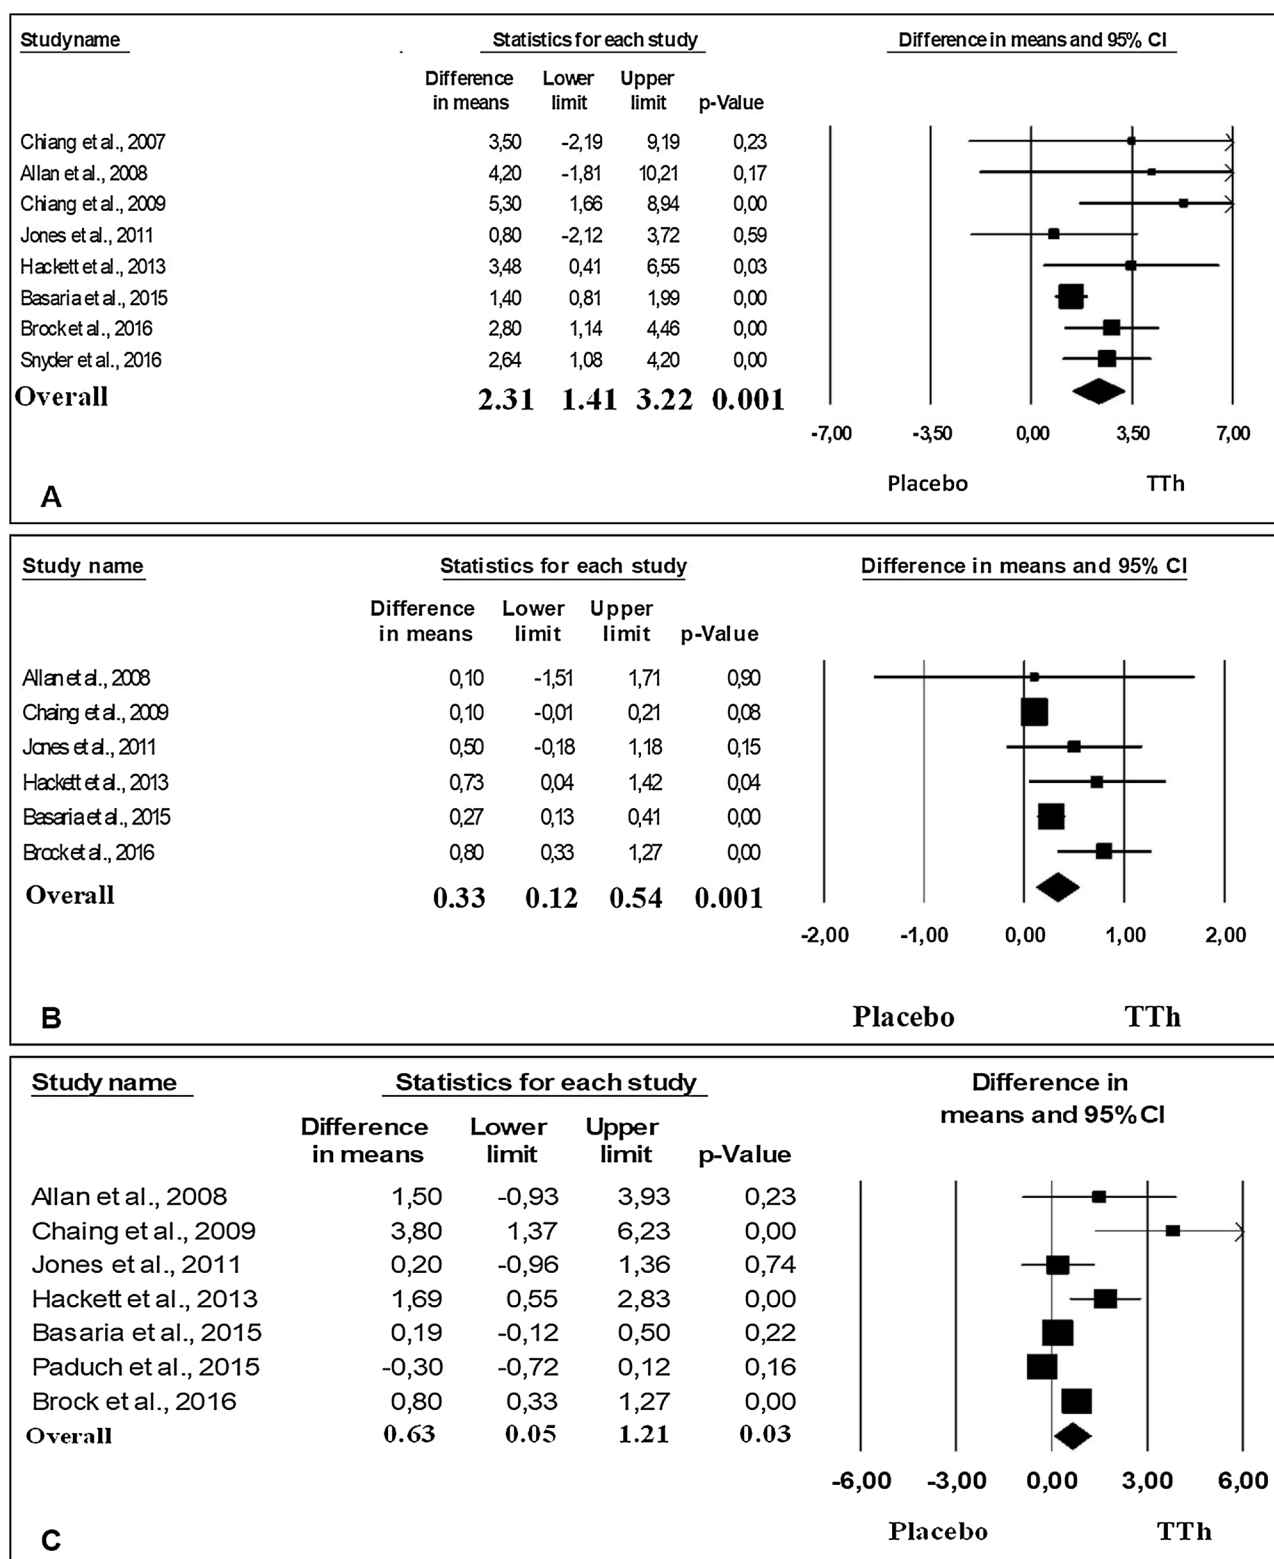 Studyname Statistics for each study Difference in means and 95% CI
Difference Lower Upper
in means limit limit p-Value
Chiang et al., 2007 3,50 -2,19 9,19 0,23
Allan et al., 2008 4,20 -1,81 10,21 0,17
Chiang et al., 2009 5,30 1,66 8,94 0,00
Jones et al., 2011 0,80 -2,12 3,72 0,59
Hackett et al., 2013 3,48 0,41 6,55 0,03
Basaria et al., 2015 1,40 0,81 1,99 0,00
Brock et al., 2016 2,80 1,14 4,46 0,00
Snyder et al., 2016 2,64 1,08 4,20 0,00
Overall 2.31 1.41 3.22 0.001
-7,00 -3,50 0,00 3,50 7,00
Placebo TTh
A
Study name Statistics for each study Difference in means and 95% CI
Difference Lower Upper
in means limit limit p-Value
Allan et al., 2008 0,10 -1,51 1,71 0,90
Chaing et al., 2009 0,10 -0,01 0,21 0,08
Jones et al., 2011 0,50 -0,18 1,18 0,15
Hackett et al., 2013 0,73 0,04 1,42 0,04
Basaria et al., 2015 0,27 0,13 0,41 0,00
Brock et al., 2016 0,80 0,33 1,27 0,00
Overall 0.33 0.12 0.54 0.001
-2,00 -1,00 0,00 1,00 2,00
B Placebo TTh
Study name Statistics for each study Difference in
means and 95% CI
Difference Lower Upper
in means limit limit p-Value
Allan et al., 2008 1,50 -0,93 3,93 0,23
Chaing et al., 2009 3,80 1,37 6,23 0,00
Jones et al., 2011 0,20 -0,96 1,36 0,74
Hackett et al., 2013 1,69 0,55 2,83 0,00
Basaria et al., 2015 0,19 -0,12 0,50 0,22
Paduch et al., 2015 -0,30 -0,72 0,12 0,16
Brock et al., 2016 0,80 0,33 1,27 0,00
Overall 0.63 0.05 1.21 0.03
-6,00 -3,00 0,00 3,00 6,00
C Placebo TTh